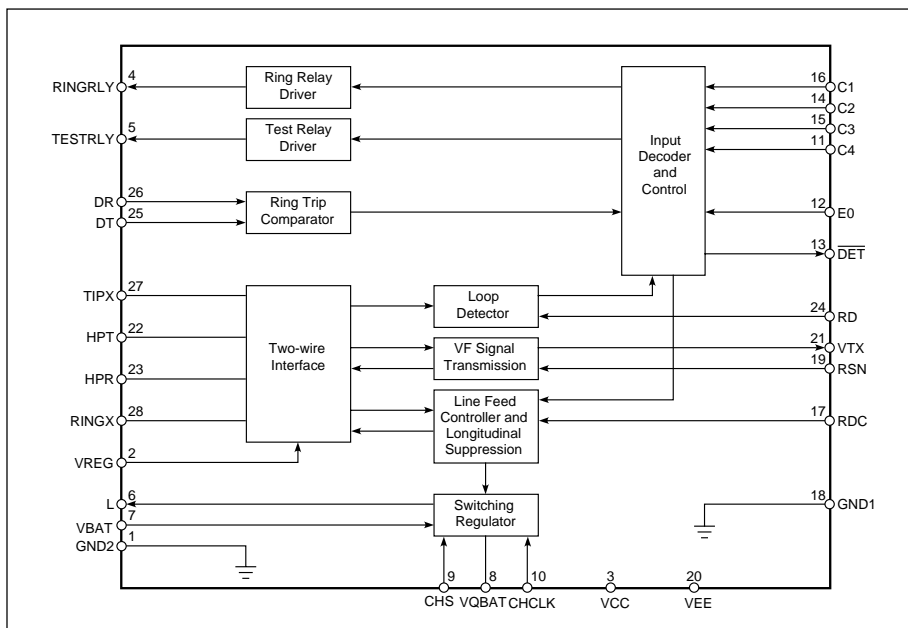 4
RINGRLY
Ring Relay
Driver
16
C1
14
C2
15
C3
11
C4
5
TESTRLY
Test Relay
Driver
Input
Decoder
and
Control
26
DR
25
DT
Ring Trip
Comparator
12
E0
13
DET
27
TIPX
22
HPT
23
HPR
28
RINGX
2
VREG
Two-wire
Interface
Loop
Detector
24
RD
VF Signal
Transmission
21
VTX
19
RSN
Line Feed
Controller and
Longitudinal
Suppression
17
RDC
6
L
7
VBAT
1
GND2
Switching
Regulator
18
GND1
9
CHS
8
VQBAT
10
CHCLK
3
VCC
20
VEE